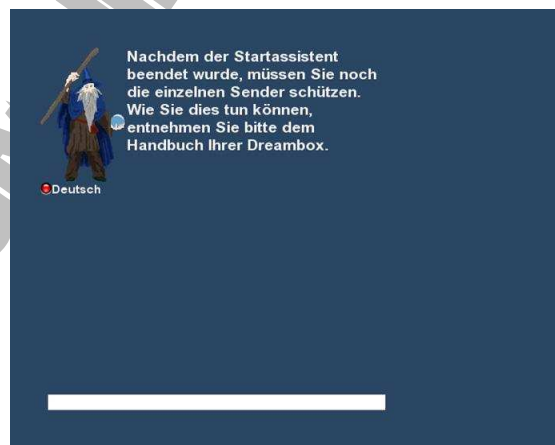 Nachdem der Startassistent
beendet wurde, müssen Sie noch
die einzelnen Sender schützen.
Wie Sie dies tun können,
entnehmen Sie bitte dem
Handbuch Ihrer Dreambox.
Deutsch